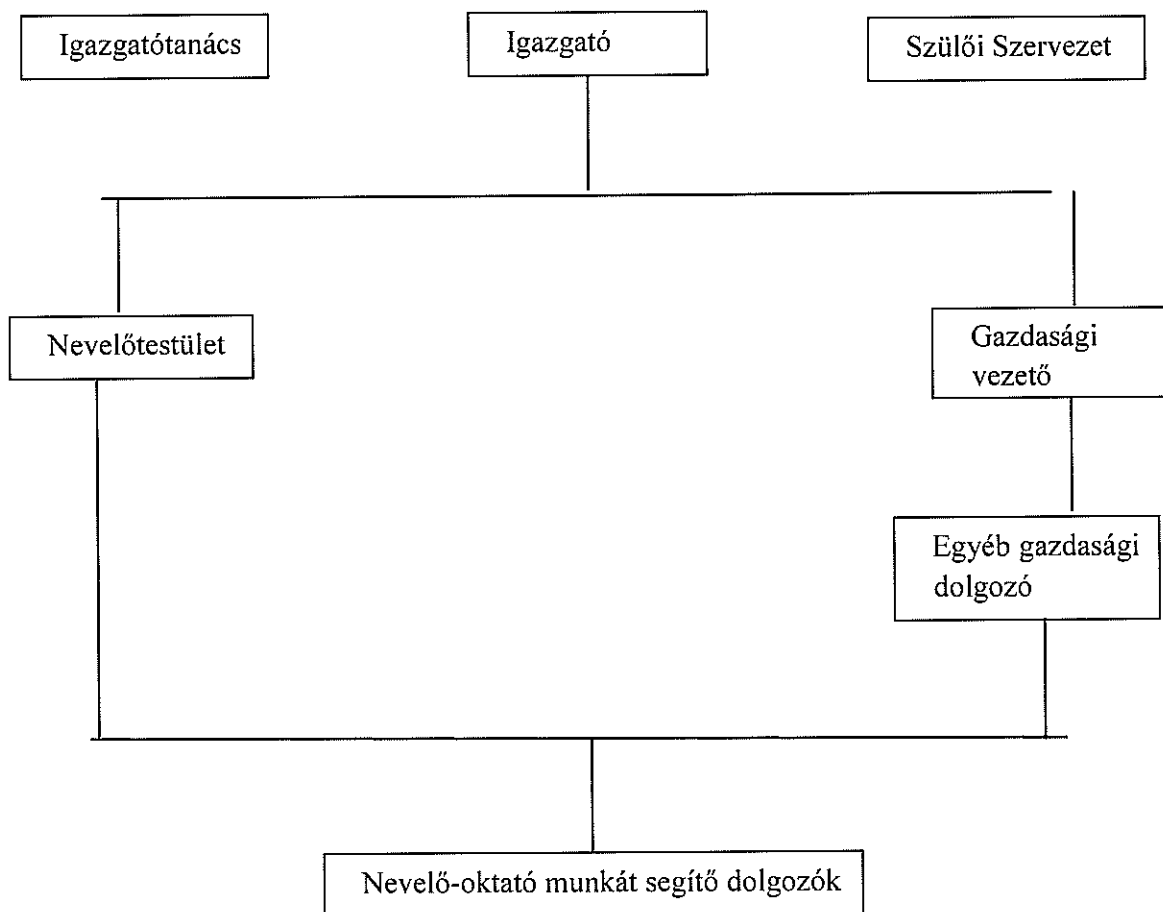 Igazgatótanács
Igazgató
Szülői Szervezet
Nevelőtestület
Gazdasági
vezető
Egyéb gazdasági
dolgozó
Nevelő-oktató munkát segítő dolgozók